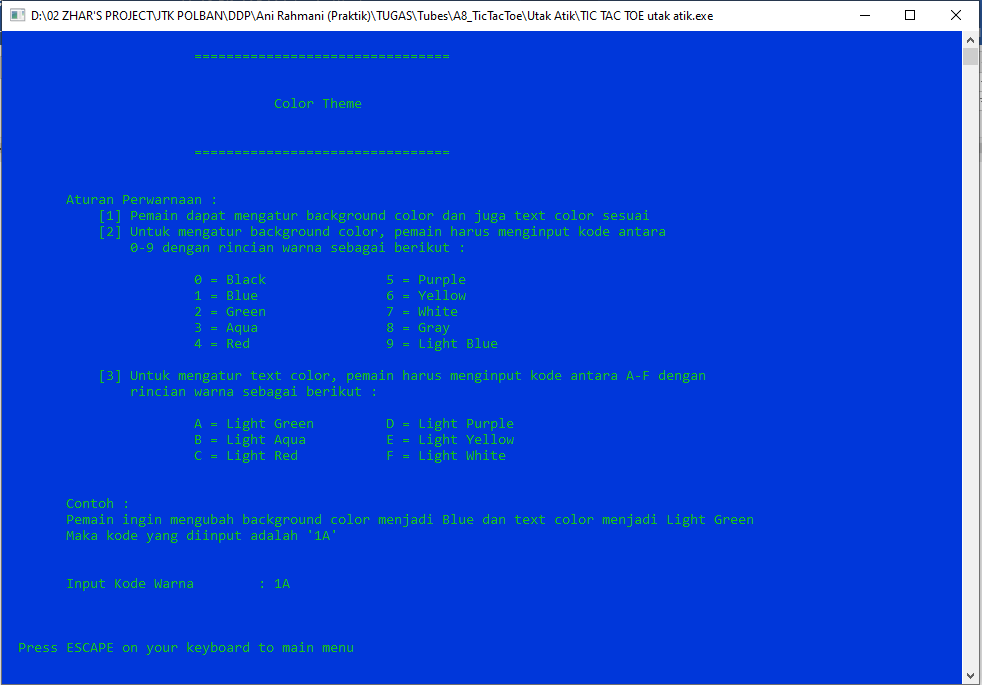 D:\02 ZHAR'S PROJECT\JTK POLBAN\DDP\Ani Rahmani (Praktik)\TUGAS\Tubes\A8_TicTacToe\Utak Atik\TIC TAC TOE utak atik.exe
================================
Color Theme
================================
Aturan Perwarnaan :
[1] Pemain dapat mengatur background color dan juga text color sesuai
[2] Untuk mengatur background color, pemain harus menginput kode antara
0-9 dengan rincian warna sebagai berikut :
0 = Black 5 = Purple
1 = Blue 6 = Yellow
2 = Green 7 = White
3 = Aqua 8 = Gray
4 = Red 9 = Light Blue
[3] Untuk mengatur text color, pemain harus menginput kode antara A-F dengan
rincian warna sebagai berikut :
A = Light Green D = Light Purple
B = Light Aqua E = Light Yellow
C = Light Red F = Light White
Contoh :
Pemain ingin mengubah background color menjadi Blue dan text color menjadi Light Green
Maka kode yang diinput adalah '1A'
Input Kode Warna : 1A
Press ESCAPE on your keyboard to main menu